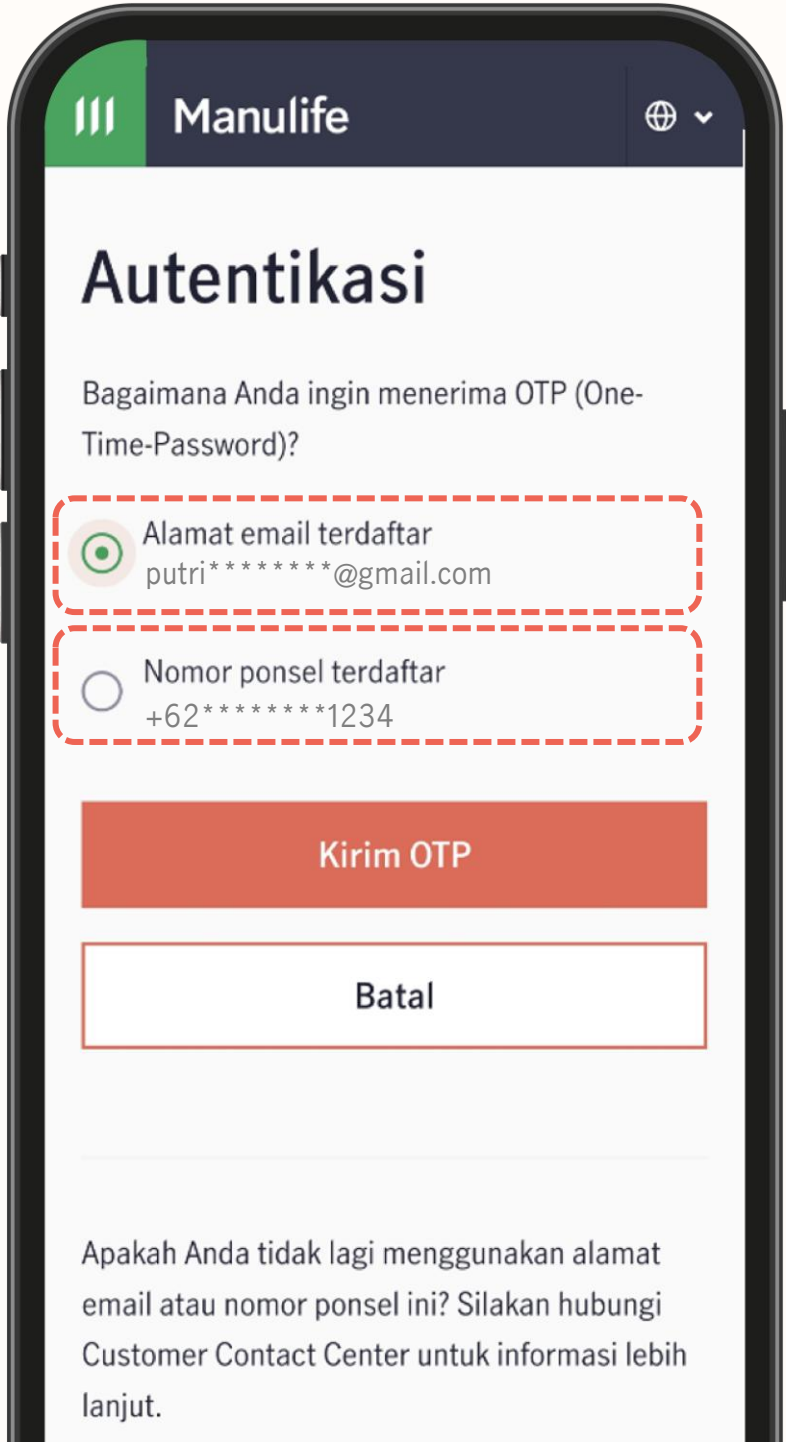 Manulife
Autentikasi
Bagaimana Anda ingin menerima OTP (One-
Time-Password)?
Alamat email terdaftar
putri********@gmail.com
Nomor ponsel terdaftar
+62********1234
Kirim OTP
Batal
Apakah Anda tidak lagi menggunakan alamat
email atau nomor ponsel ini? Silakan hubungi
Customer Contact Center untuk informasi lebih
lanjut.